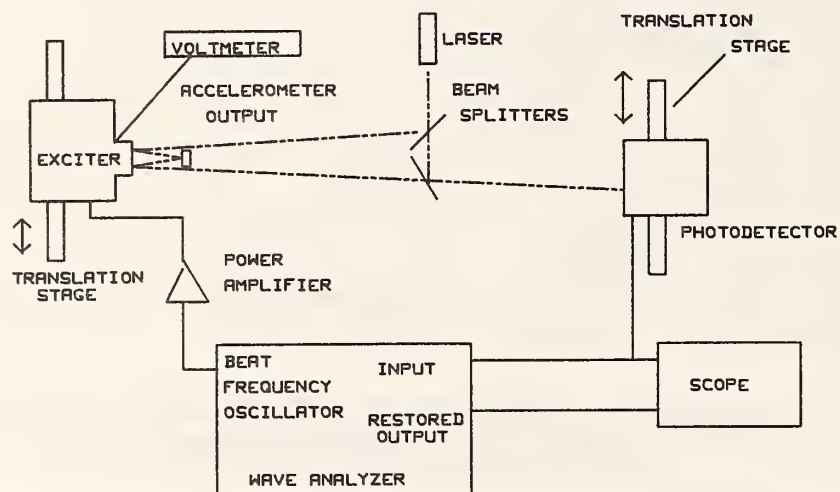 TRANSLATION
STAGE
VOLTMETER
LASER
ACCELEROMETER
OUTPUT
BEAM
SPLITTERS
EXCITER
PHOTODETECTOR
TRANSLATION
STAGE
POWER
AMPLIFIER
BEAT
FREQUENCY
OSCILLATOR
INPUT
RESTORED
OUTPUT
SCOPE
WAVE ANALYZER